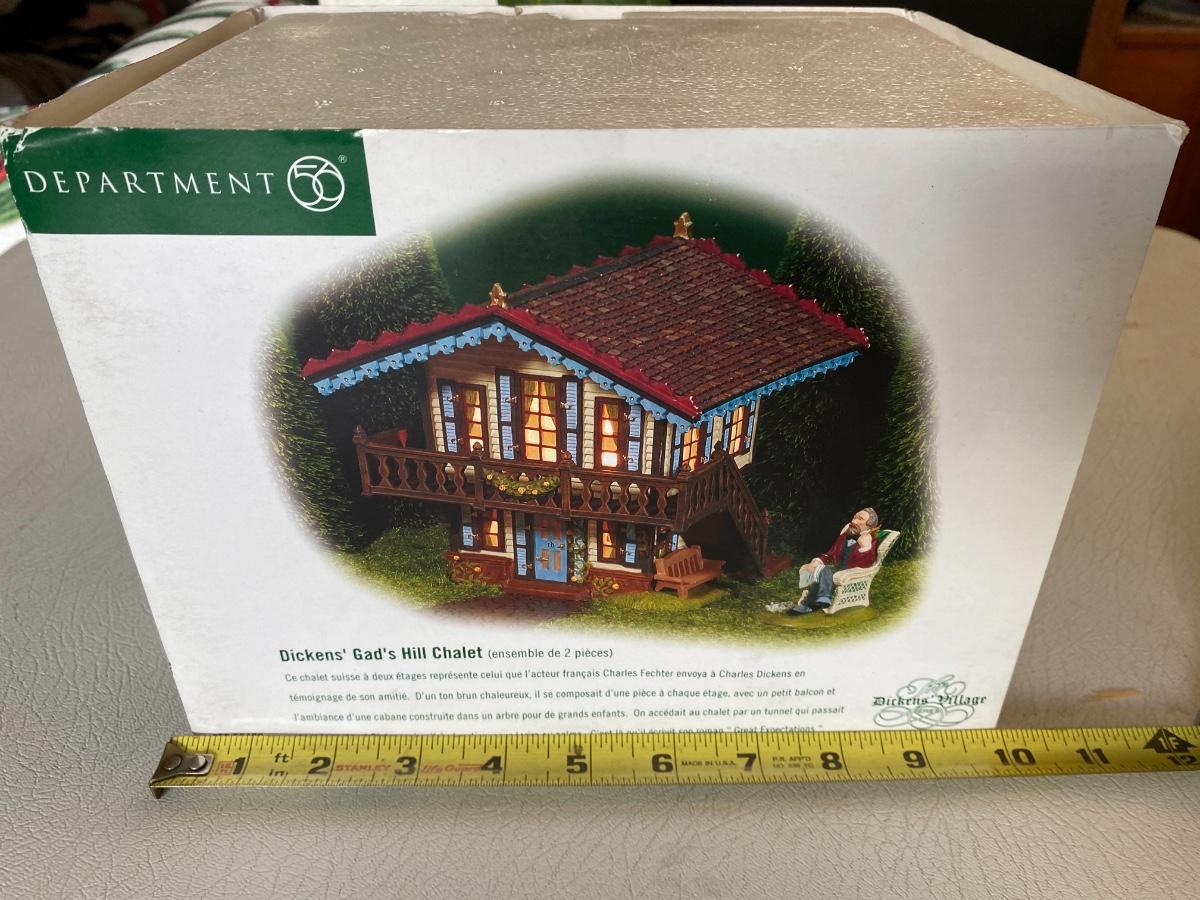 DEPARTMENT 56®
Dickens' Gad's Hill Chalet (ensemble de 2 pièces)
Ce chalet suisse à deux étages représente celui que l'acteur français Charles Fechter envoya à Charles Dickens en
témoignage de son amitié. D'un ton brun chaleureux, il se composait d'une pièce à chaque étage, avec un petit balcon et
l'ambiance d'une cabane construite dans un arbre pour de grands enfants. On accédait au chalet par un tunnel qui passait
son roman " Great Expectations "
Dickens' Village
1 ft in 2 STANLEY 3 4 5 6 MADE IN U.S.A. 7 8 9 10 11 12